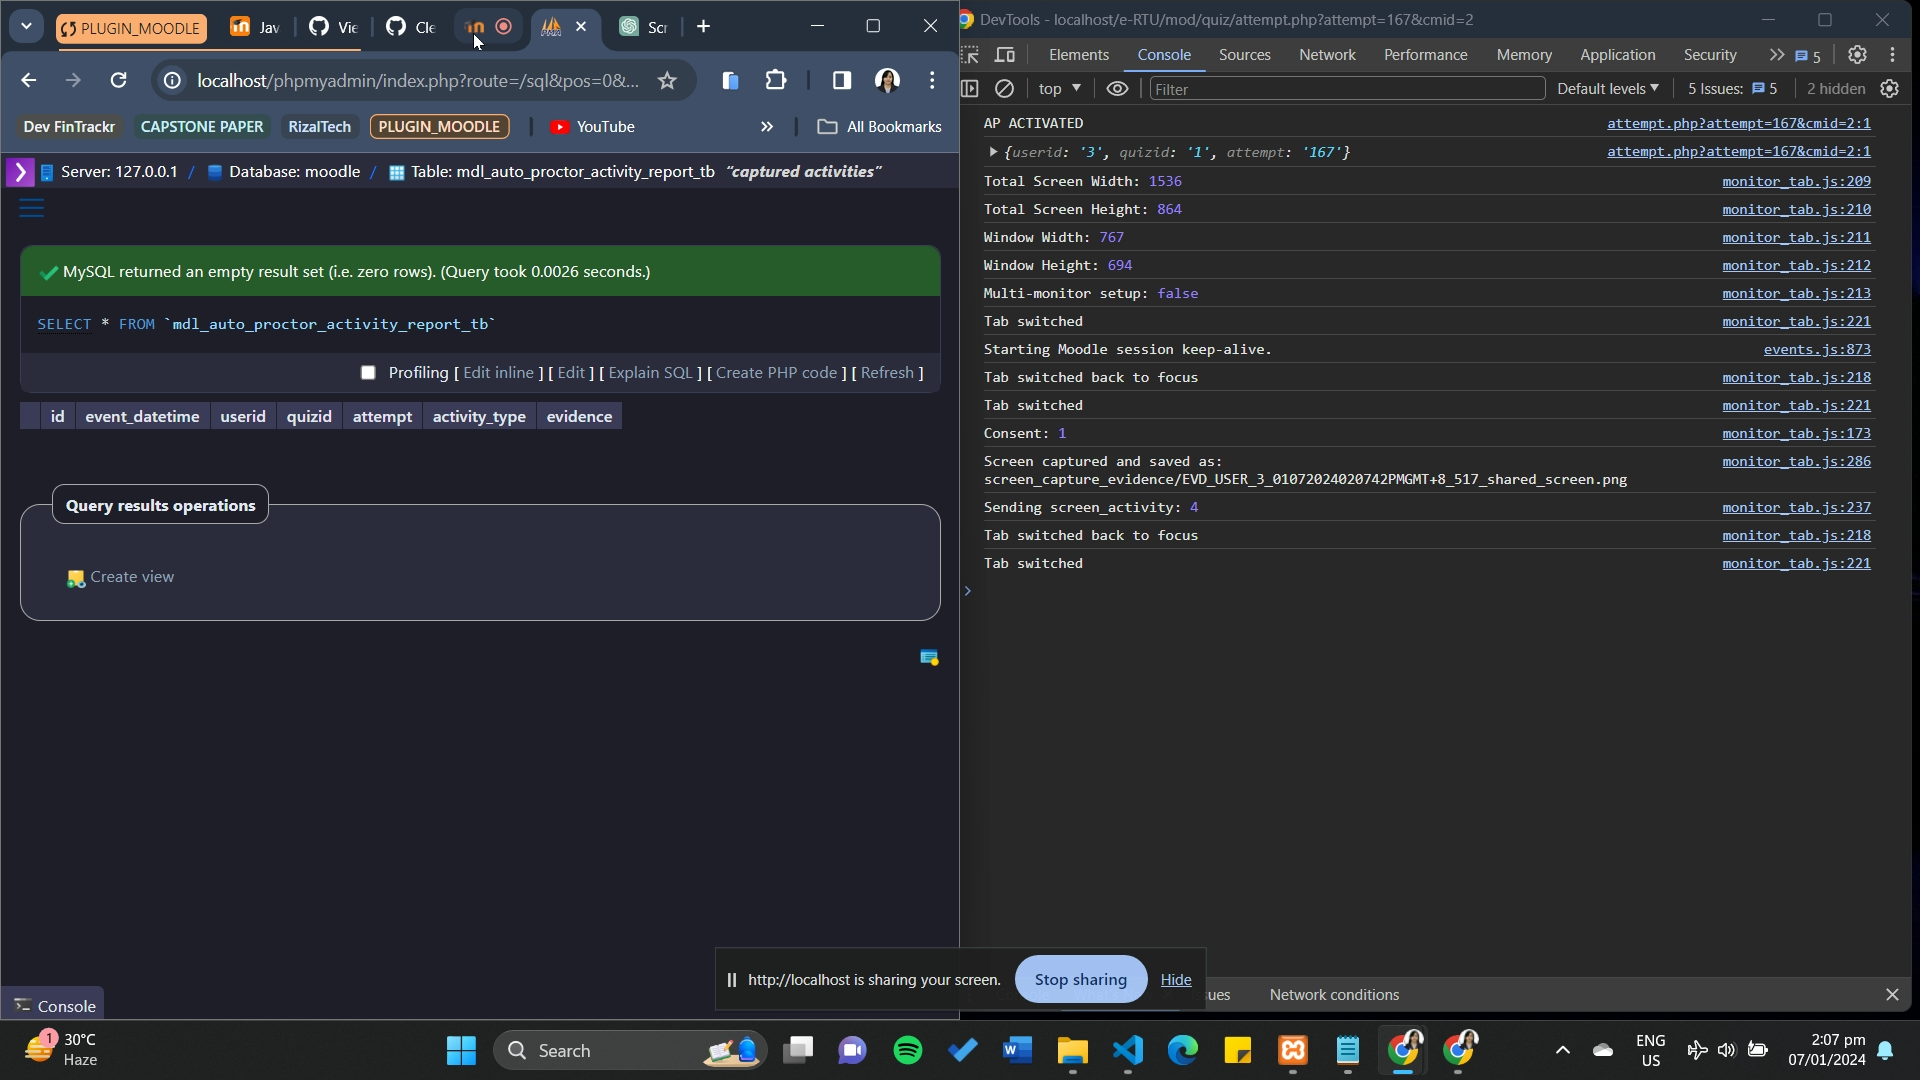 PLUGIN_MOODLE
Jav
Vie
Cle
Scr
localhost/phpmyadmin/index.php?route=/sql&pos=0&...
Dev FinTrackr
CAPSTONE PAPER
RizalTech
PLUGIN_MOODLE
YouTube
»
All Bookmarks
Server: 127.0.0.1 / Database: moodle / Table: mdl_auto_proctor_activity_report_tb "captured activities"
MySQL returned an empty result set (i.e. zero rows). (Query took 0.0026 seconds.)
SELECT * FROM `mdl_auto_proctor_activity_report_tb`
Profiling [ Edit inline ] [ Edit ] [ Explain SQL ] [ Create PHP code ] [ Refresh ]
id event_datetime userid quizid attempt activity_type evidence
Query results operations
Create view
Console
DevTools - localhost/e-RTU/mod/quiz/attempt.php?attempt=167&cmid=2
Elements Console Sources Network Performance Memory Application Security » 5
top Filter Default levels 5 Issues: 5 2 hidden
AP ACTIVATED attempt.php?attempt=167&cmid=2:1
{userid: '3', quizid: '1', attempt: '167'} attempt.php?attempt=167&cmid=2:1
Total Screen Width: 1536 monitor_tab.js:209
Total Screen Height: 864 monitor_tab.js:210
Window Width: 767 monitor_tab.js:211
Window Height: 694 monitor_tab.js:212
Multi-monitor setup: false monitor_tab.js:213
Tab switched monitor_tab.js:221
Starting Moodle session keep-alive. events.js:873
Tab switched back to focus monitor_tab.js:218
Tab switched monitor_tab.js:221
Consent: 1 monitor_tab.js:173
Screen captured and saved as: monitor_tab.js:286
screen_capture_evidence/EVD_USER_3_01072024020742PMGMT+8_517_shared_screen.png
Sending screen_activity: 4 monitor_tab.js:237
Tab switched back to focus monitor_tab.js:218
Tab switched monitor_tab.js:221
http://localhost is sharing your screen. Stop sharing Hide
Network conditions
1
30°C
Haze
Search
ENG
US
2:07 pm
07/01/2024